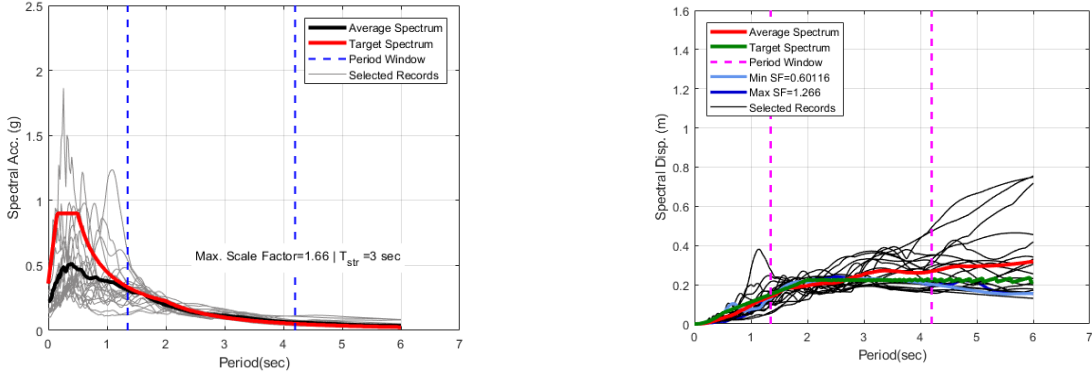 2.5
2
1.5
1
0.5
0
Spectral Acc. (g)
Average Spectrum
Target Spectrum
Period Window
Selected Records
Max. Scale Factor=1.66 | T_str =3 sec
0 1 2 3 4 5 6 7
Period(sec)
1.6
1.4
1.2
1
0.8
0.6
0.4
0.2
0
Spectral Disp. (m)
Average Spectrum
Target Spectrum
Period Window
Min SF=0.60116
Max SF=1.266
Selected Records
0 1 2 3 4 5 6 7
Period(sec)